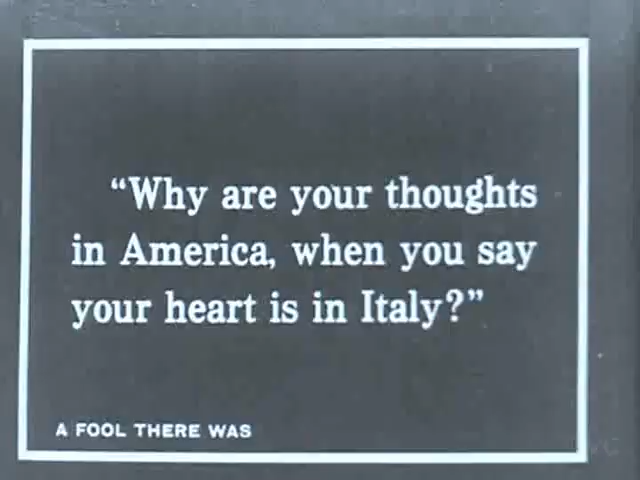 “Why are your thoughts
in America, when you say
your heart is in Italy?”
A FOOL THERE WAS